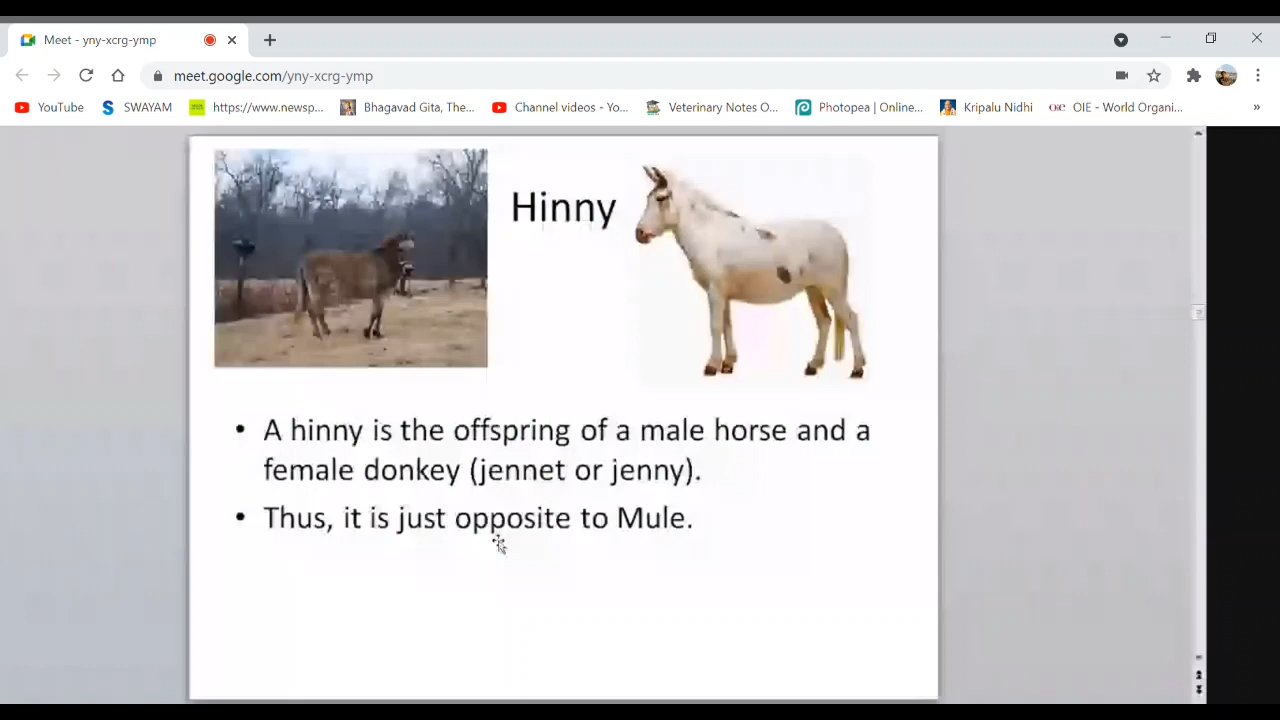 Meet - yny-xcrg-ymp
meet.google.com/yny-xcrg-ymp
YouTube SWAYAM https://www.newsp... Bhagavad Gita, The... Channel videos - Yo... Veterinary Notes O... Photopea | Online... Kripalu Nidhi OIE OIE - World Organi... »
Hinny
• A hinny is the offspring of a male horse and a
female donkey (jennet or jenny).
• Thus, it is just opposite to Mule.